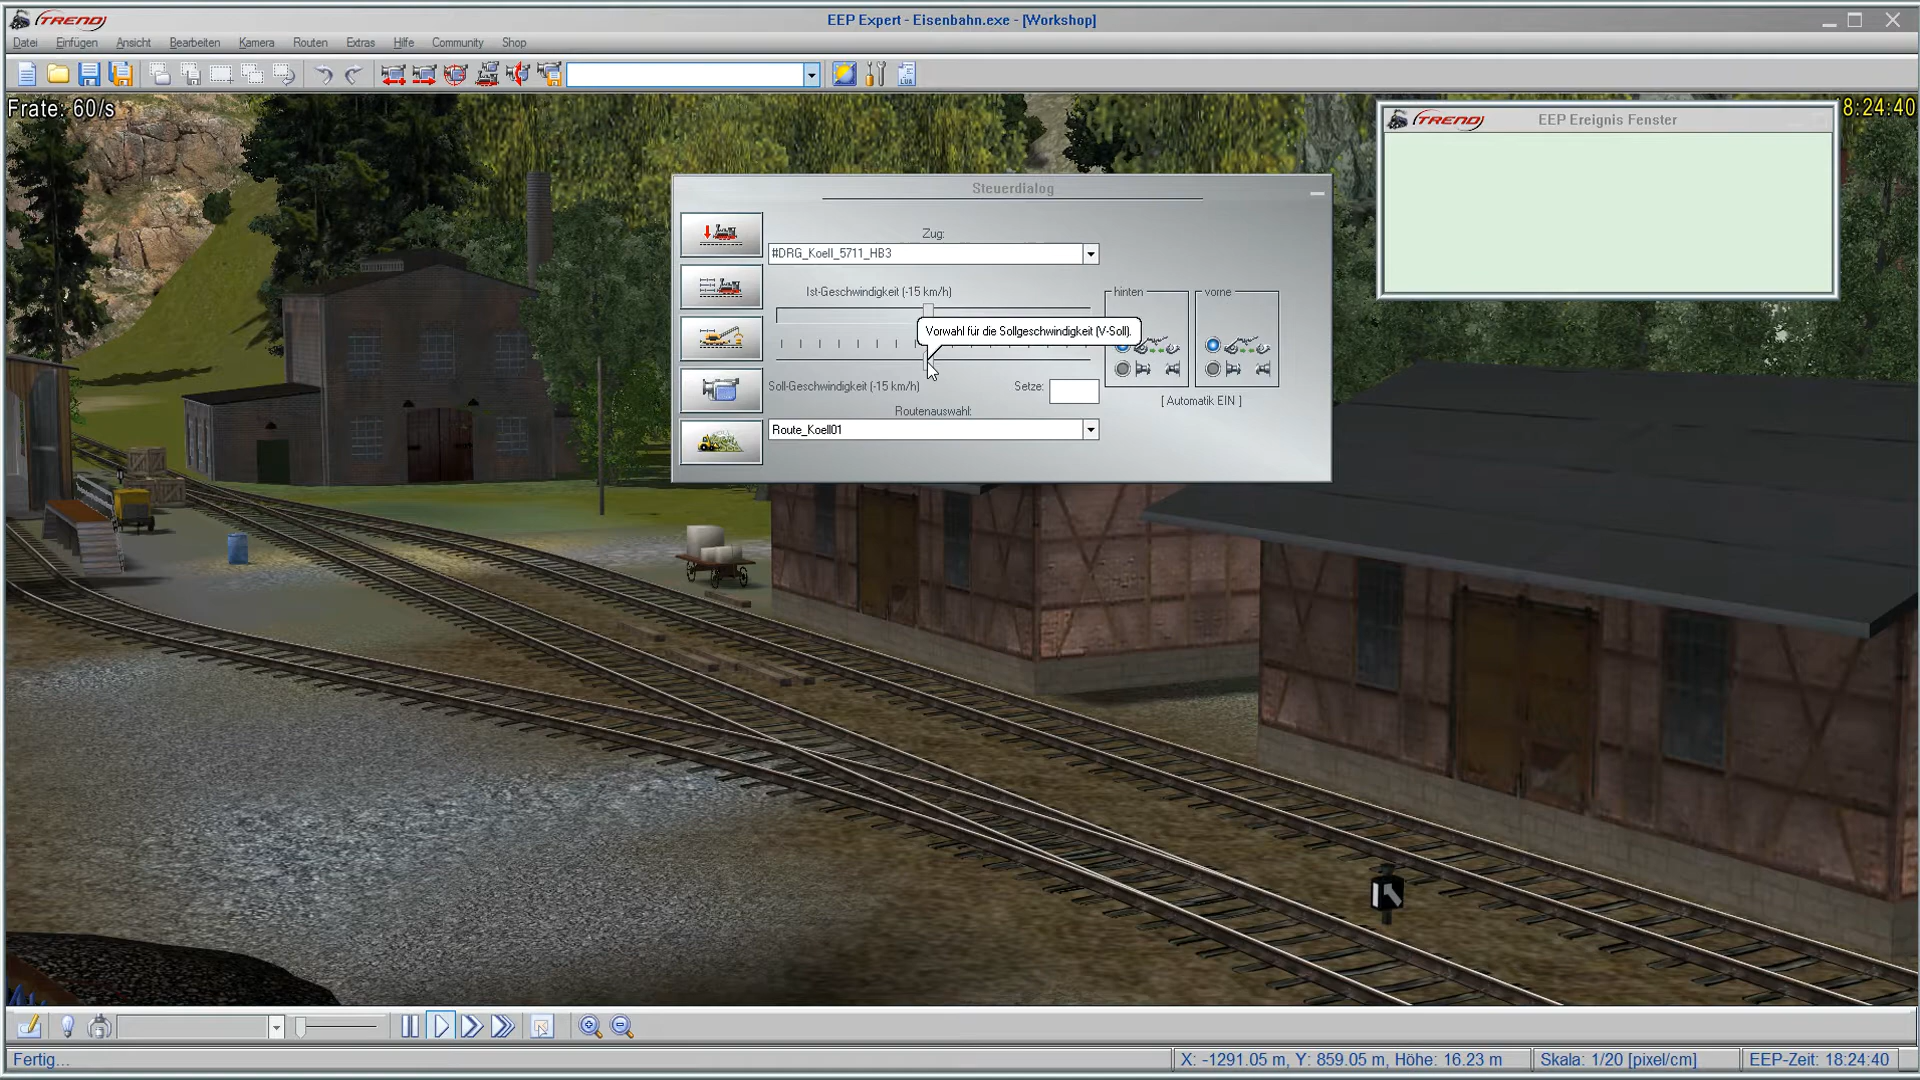 TREND
EEP Expert - Eisenbahn.exe - [Workshop]
Datei Einfügen Ansicht Bearbeiten Kamera Routen Extras Hilfe Community Shop
LUA
Frate: 60/s
8:24:40
TREND
EEP Ereignis Fenster
Steuerdialog
Zug:
#DRG_Koell_5711_HB3
Ist-Geschwindigkeit (-15 km/h)
hinten
vorne
Vorwahl für die Sollgeschwindigkeit (V-Soll).
Soll-Geschwindigkeit (-15 km/h)
Setze:
[ Automatik EIN ]
Routenauswahl:
Route_Koell01
Fertig...
X: -1291.05 m, Y: 859.05 m, Höhe: 16.23 m
Skala: 1/20 [pixel/cm]
EEP-Zeit: 18:24:40